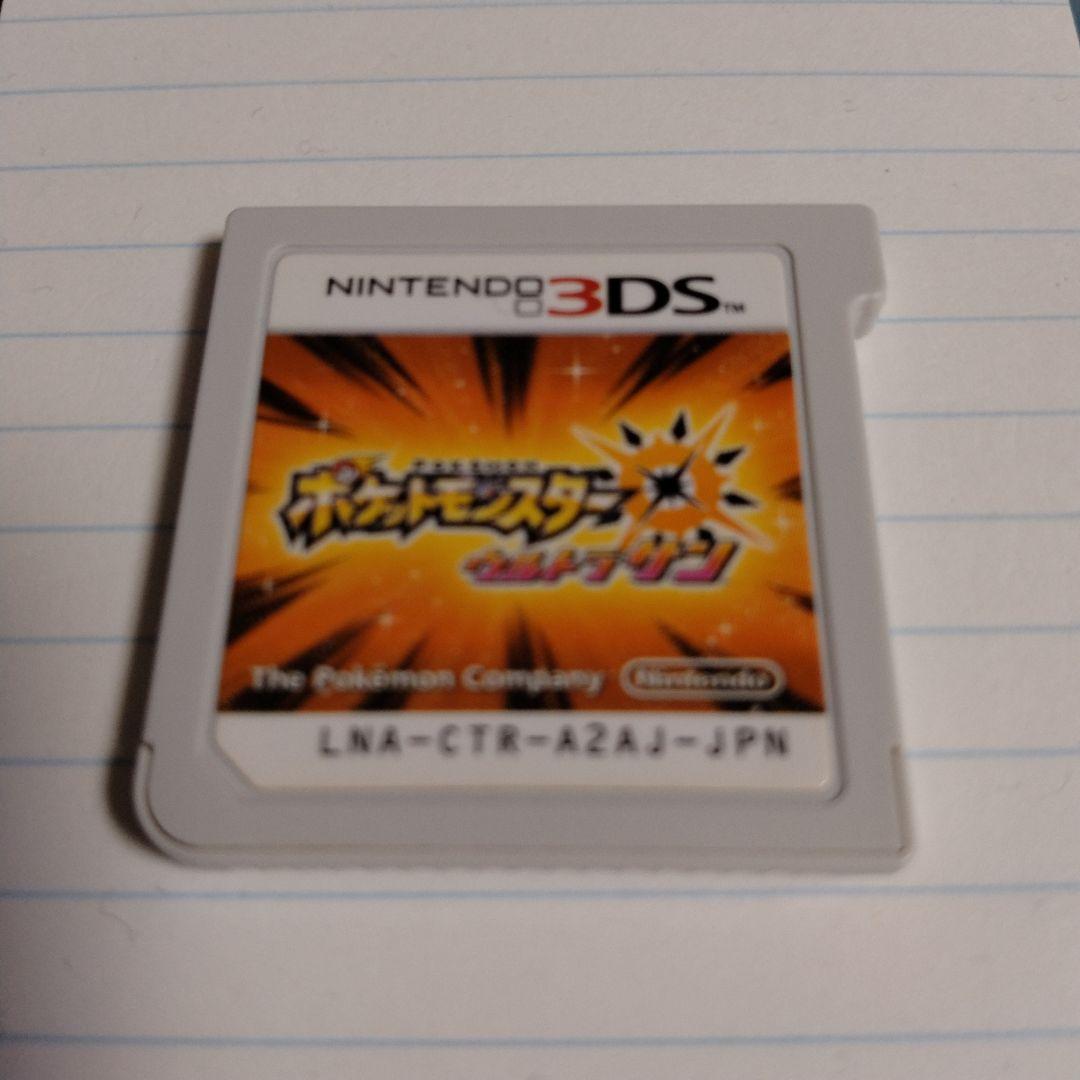 NINTENDO 3DS™
ポケットモンスター
ウルトラサン
The Pokémon Company Nintendo
LNA-CTR-A2AJ-JPN